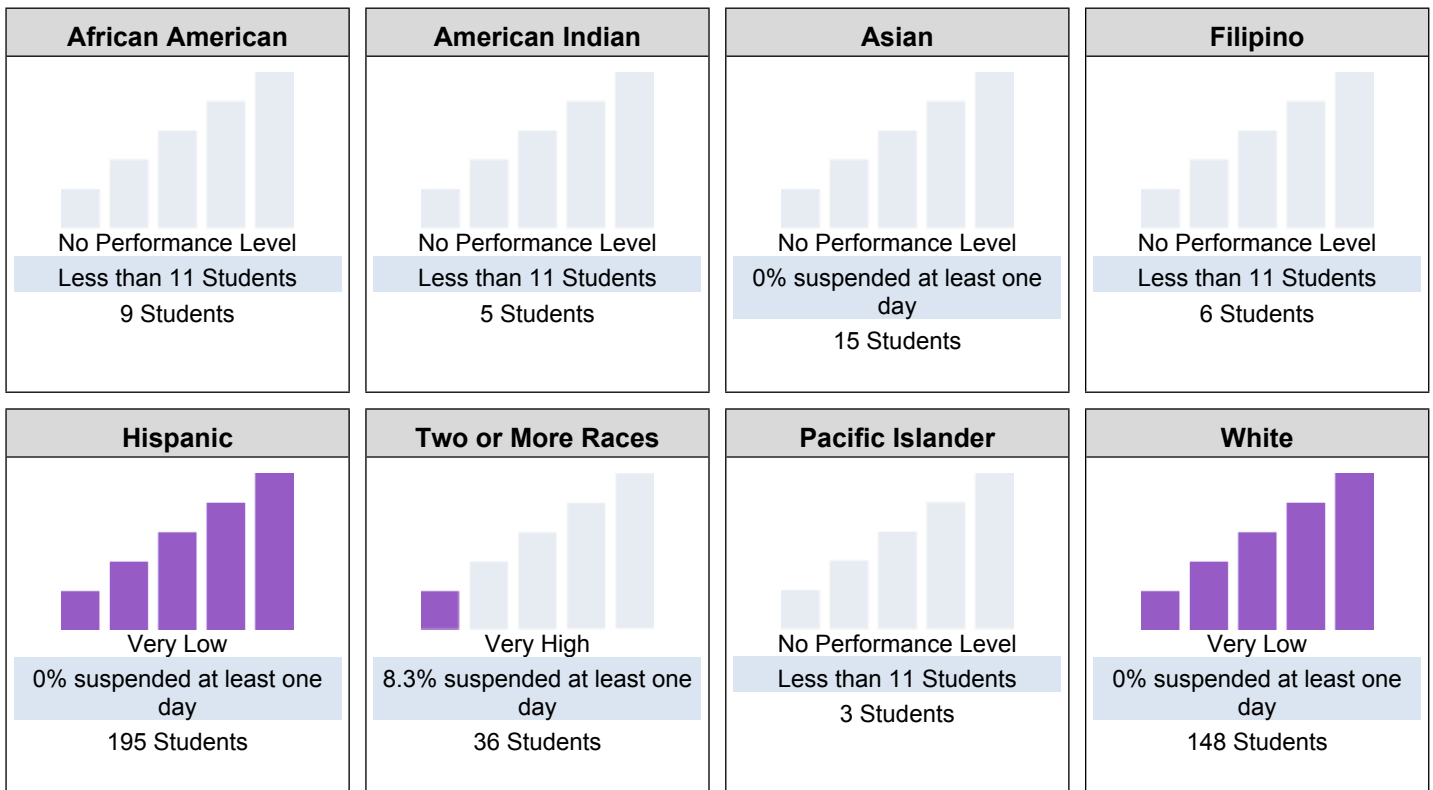 African American
No Performance Level
Less than 11 Students
9 Students
American Indian
No Performance Level
Less than 11 Students
5 Students
Asian
No Performance Level
0% suspended at least one
day
15 Students
Filipino
No Performance Level
Less than 11 Students
6 Students
Hispanic
Very Low
0% suspended at least one
day
195 Students
Two or More Races
Very High
8.3% suspended at least one
day
36 Students
Pacific Islander
No Performance Level
Less than 11 Students
3 Students
White
Very Low
0% suspended at least one
day
148 Students